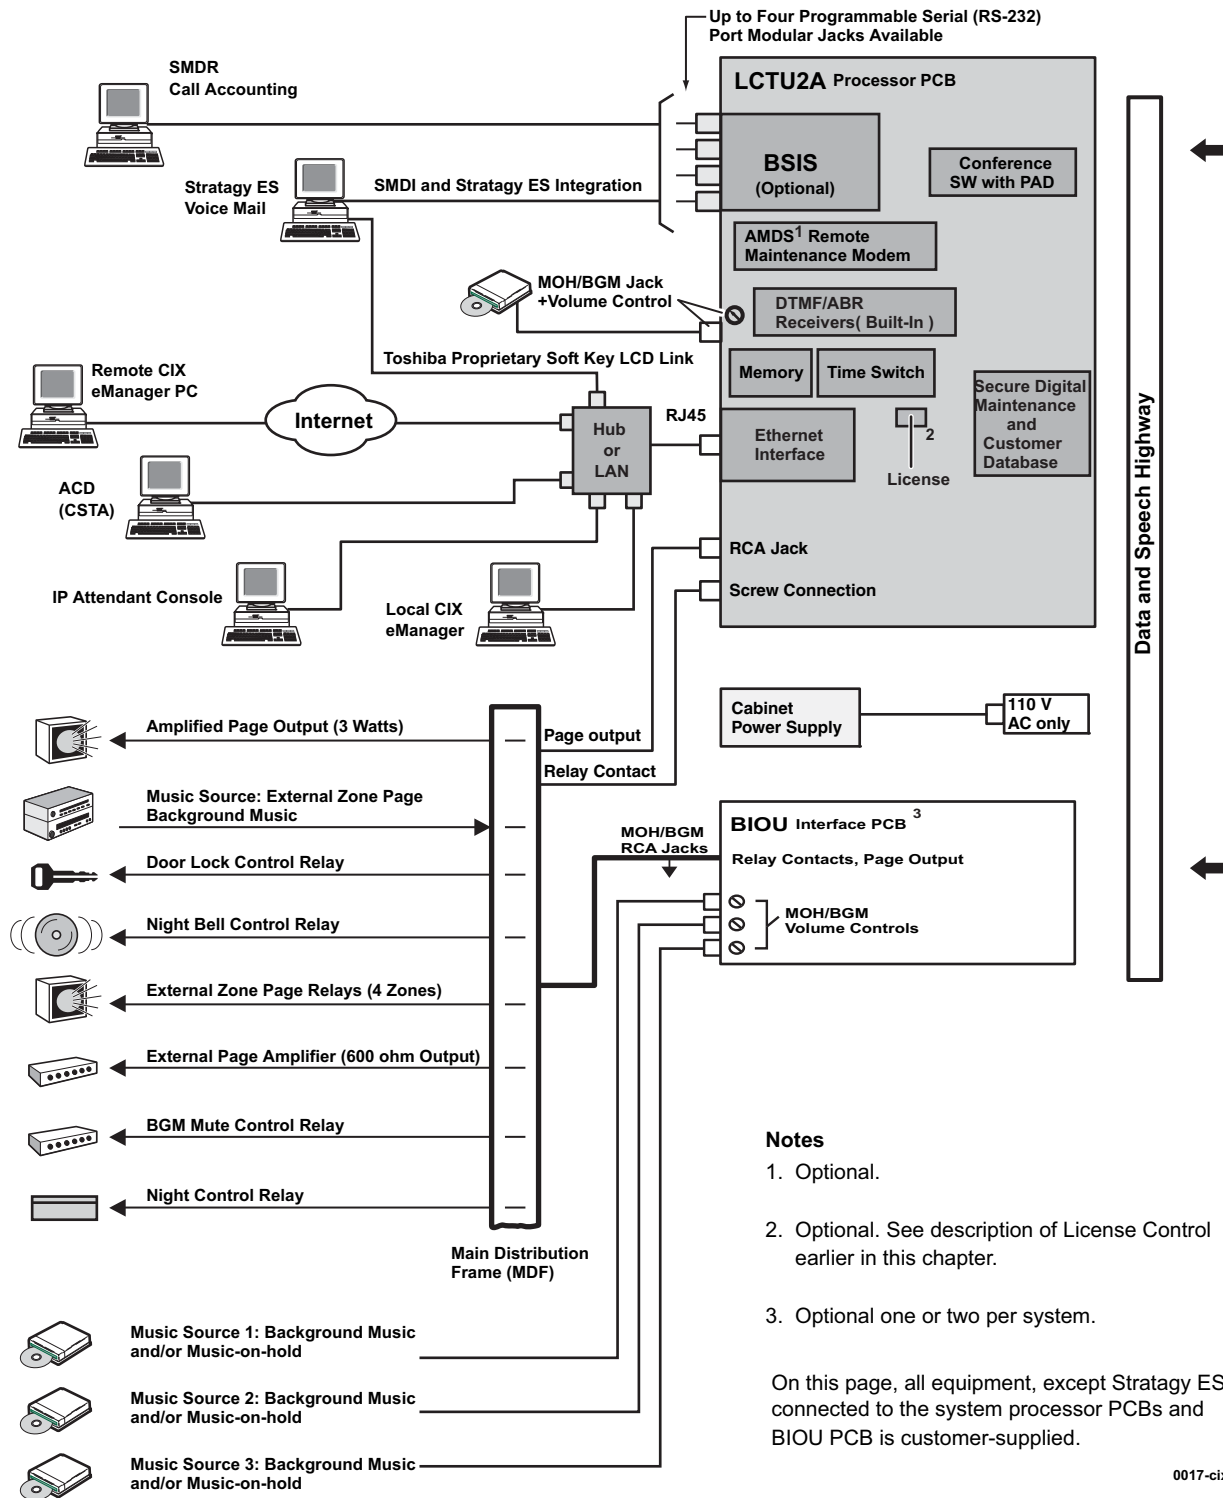 Up to Four Programmable Serial (RS-232)
Port Modular Jacks Available
SMDR
Call Accounting
LCTU2A Processor PCB
BSIS
(Optional)
Conference
SW with PAD
Stratagy ES
Voice Mail
SMDI and Stratagy ES Integration
AMDS1 Remote
Maintenance Modem
MOH/BGM Jack
+Volume Control
DTMF/ABR
Receivers( Built-In )
Toshiba Proprietary Soft Key LCD Link
Memory
Time Switch
Secure Digital
Maintenance
and
Customer
Database
Remote CIX
eManager PC
Internet
Hub
or
LAN
RJ45
Ethernet
Interface
2
License
ACD
(CSTA)
Data and Speech Highway
RCA Jack
IP Attendant Console
Local CIX
eManager
Screw Connection
Cabinet
Power Supply
110 V
AC only
Amplified Page Output (3 Watts)
Page output
Relay Contact
Music Source: External Zone Page
Background Music
BIOU Interface PCB 3
MOH/BGM
RCA Jacks
Relay Contacts, Page Output
Door Lock Control Relay
MOH/BGM
Volume Controls
Night Bell Control Relay
External Zone Page Relays (4 Zones)
External Page Amplifier (600 ohm Output)
BGM Mute Control Relay
Night Control Relay
Main Distribution
Frame (MDF)
Music Source 1: Background Music
and/or Music-on-hold
Music Source 2: Background Music
and/or Music-on-hold
Music Source 3: Background Music
and/or Music-on-hold
Notes
1. Optional.
2. Optional. See description of License Control
earlier in this chapter.
3. Optional one or two per system.
On this page, all equipment, except Stratagy ES
connected to the system processor PCBs and
BIOU PCB is customer-supplied.
0017-cix